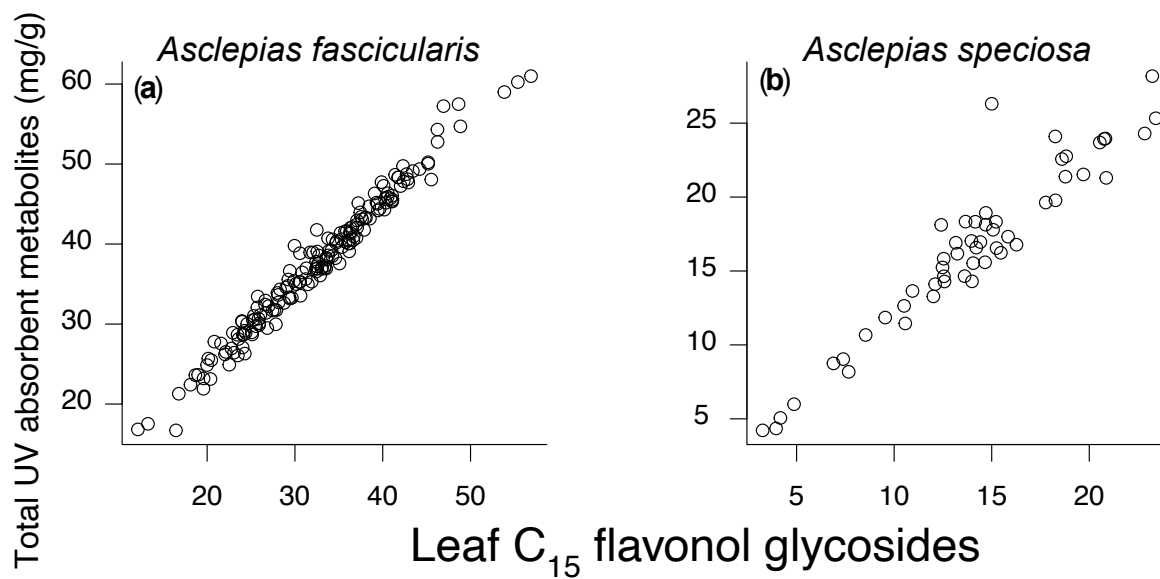 Total UV absorbent metabolites (mg/g)
Asclepias fascicularis
(a)
60
50
40
30
20
20 30 40 50
Asclepias speciosa
(b)
25
20
15
10
5
5 10 15 20
Leaf C₁₅ flavonol glycosides